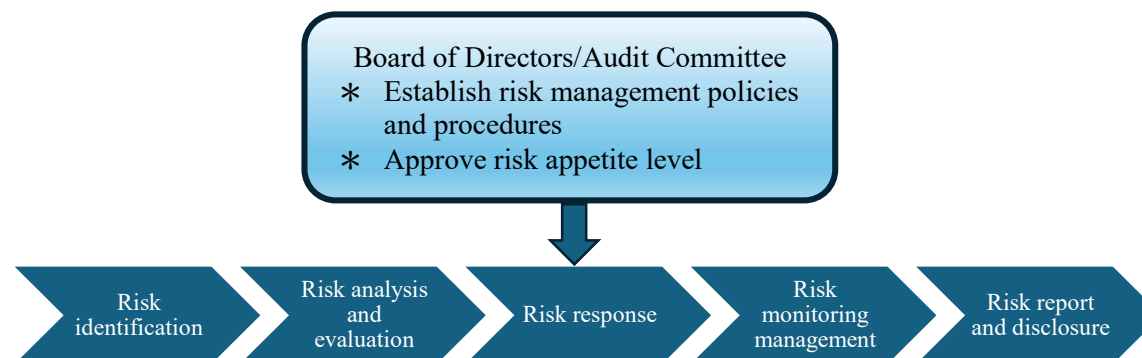 Board of Directors/Audit Committee
* Establish risk management policies
and procedures
* Approve risk appetite level
Risk
identification
Risk analysis
and
evaluation
Risk response
Risk
monitoring
management
Risk report
and disclosure